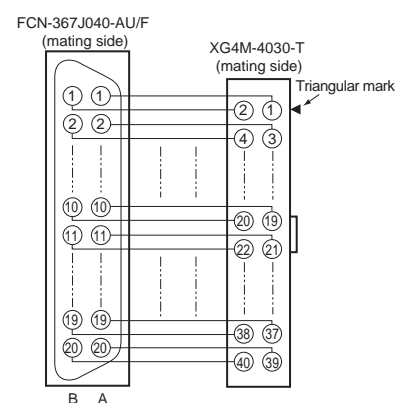 FCN-367J040-AU/F
(mating side)
XG4M-4030-T
(mating side)
Triangular mark
1 1
2 1
2 2
4 3
10 10
20 19
11 11
22 21
19 19
38 37
20 20
40 39
B A